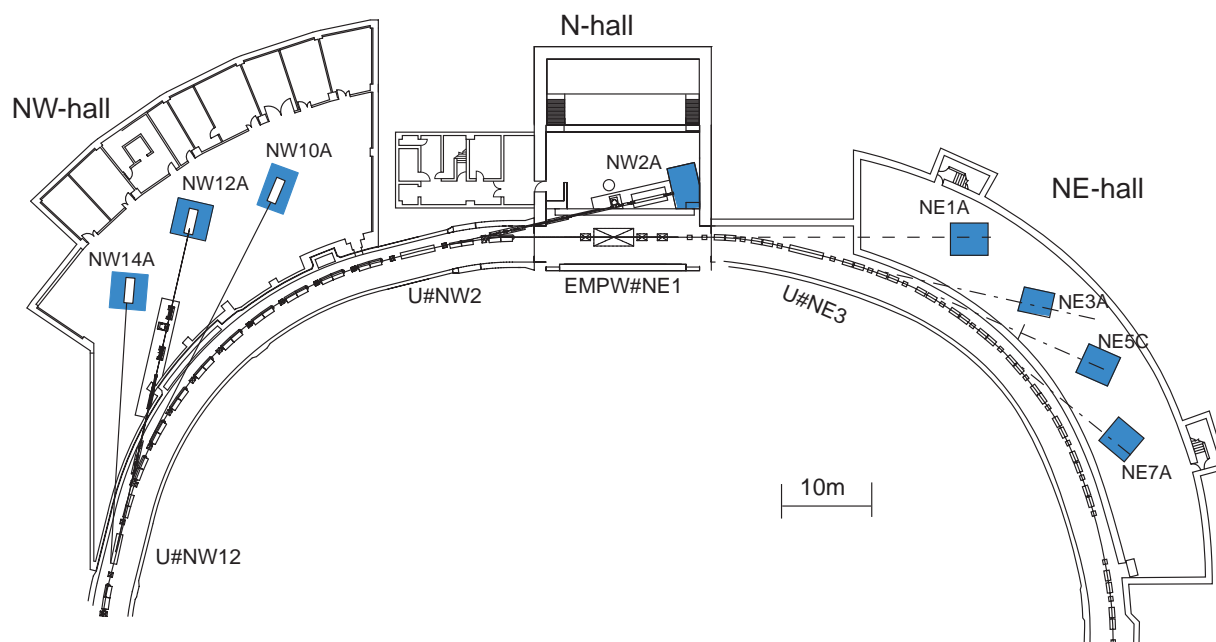 N-hall
NW-hall
NW10A
NW2A
NW12A
NE-hall
NE1A
NW14A
U#NW2
EMPW#NE1
U#NE3
NE3A
NE5C
NE7A
10m
U#NW12